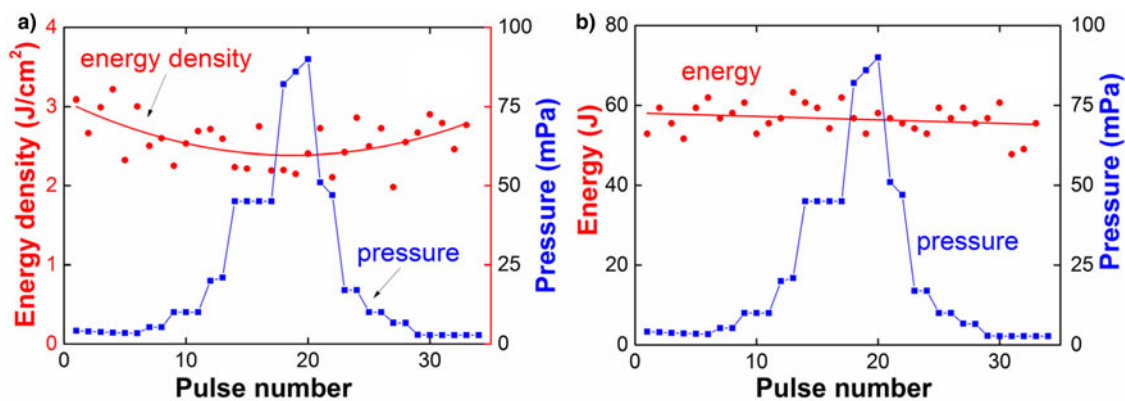 a)
Energy density (J/cm²)
4
3
2
1
0
energy density
pressure
100
75
50
25
0
Pressure (mPa)
1
10
20
30
Pulse number
b)
Energy (J)
80
60
40
20
0
energy
pressure
100
75
50
25
0
Pressure (mPa)
0
10
20
30
Pulse number